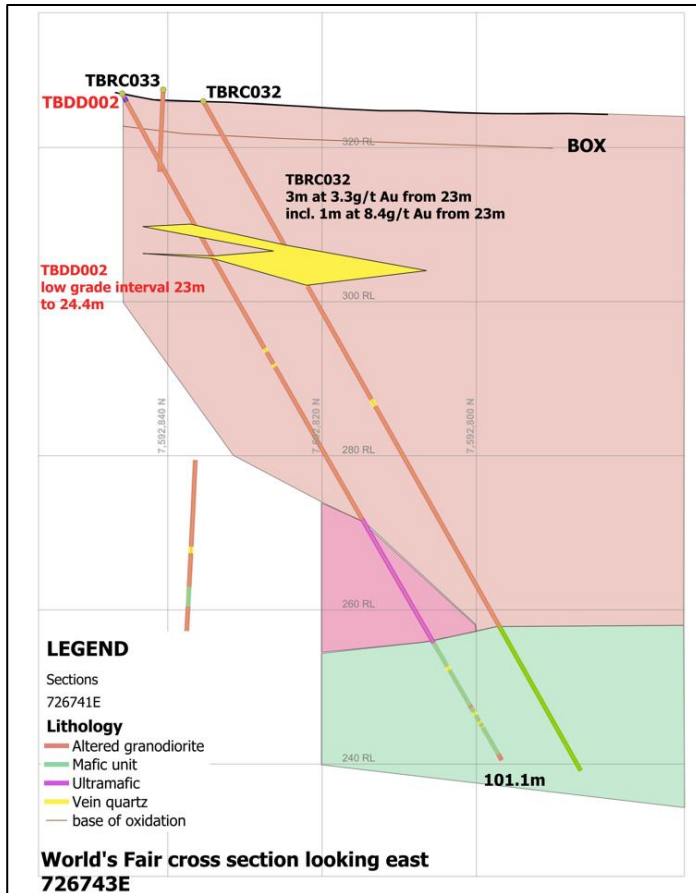 TBRC033
TBRC032
TBDD002
320 RL
BOX
TBRC032
3m at 3.3g/t Au from 23m
incl. 1m at 8.4g/t Au from 23m
TBDD002
low grade interval 23m
to 24.4m
300 RL
7,592,840 N
7,592,820 N
7,592,800 N
280 RL
260 RL
LEGEND
Sections
726741E
Lithology
Altered granodiorite
Mafic unit
Ultramafic
Vein quartz
base of oxidation
240 RL
101.1m
World's Fair cross section looking east
726743E